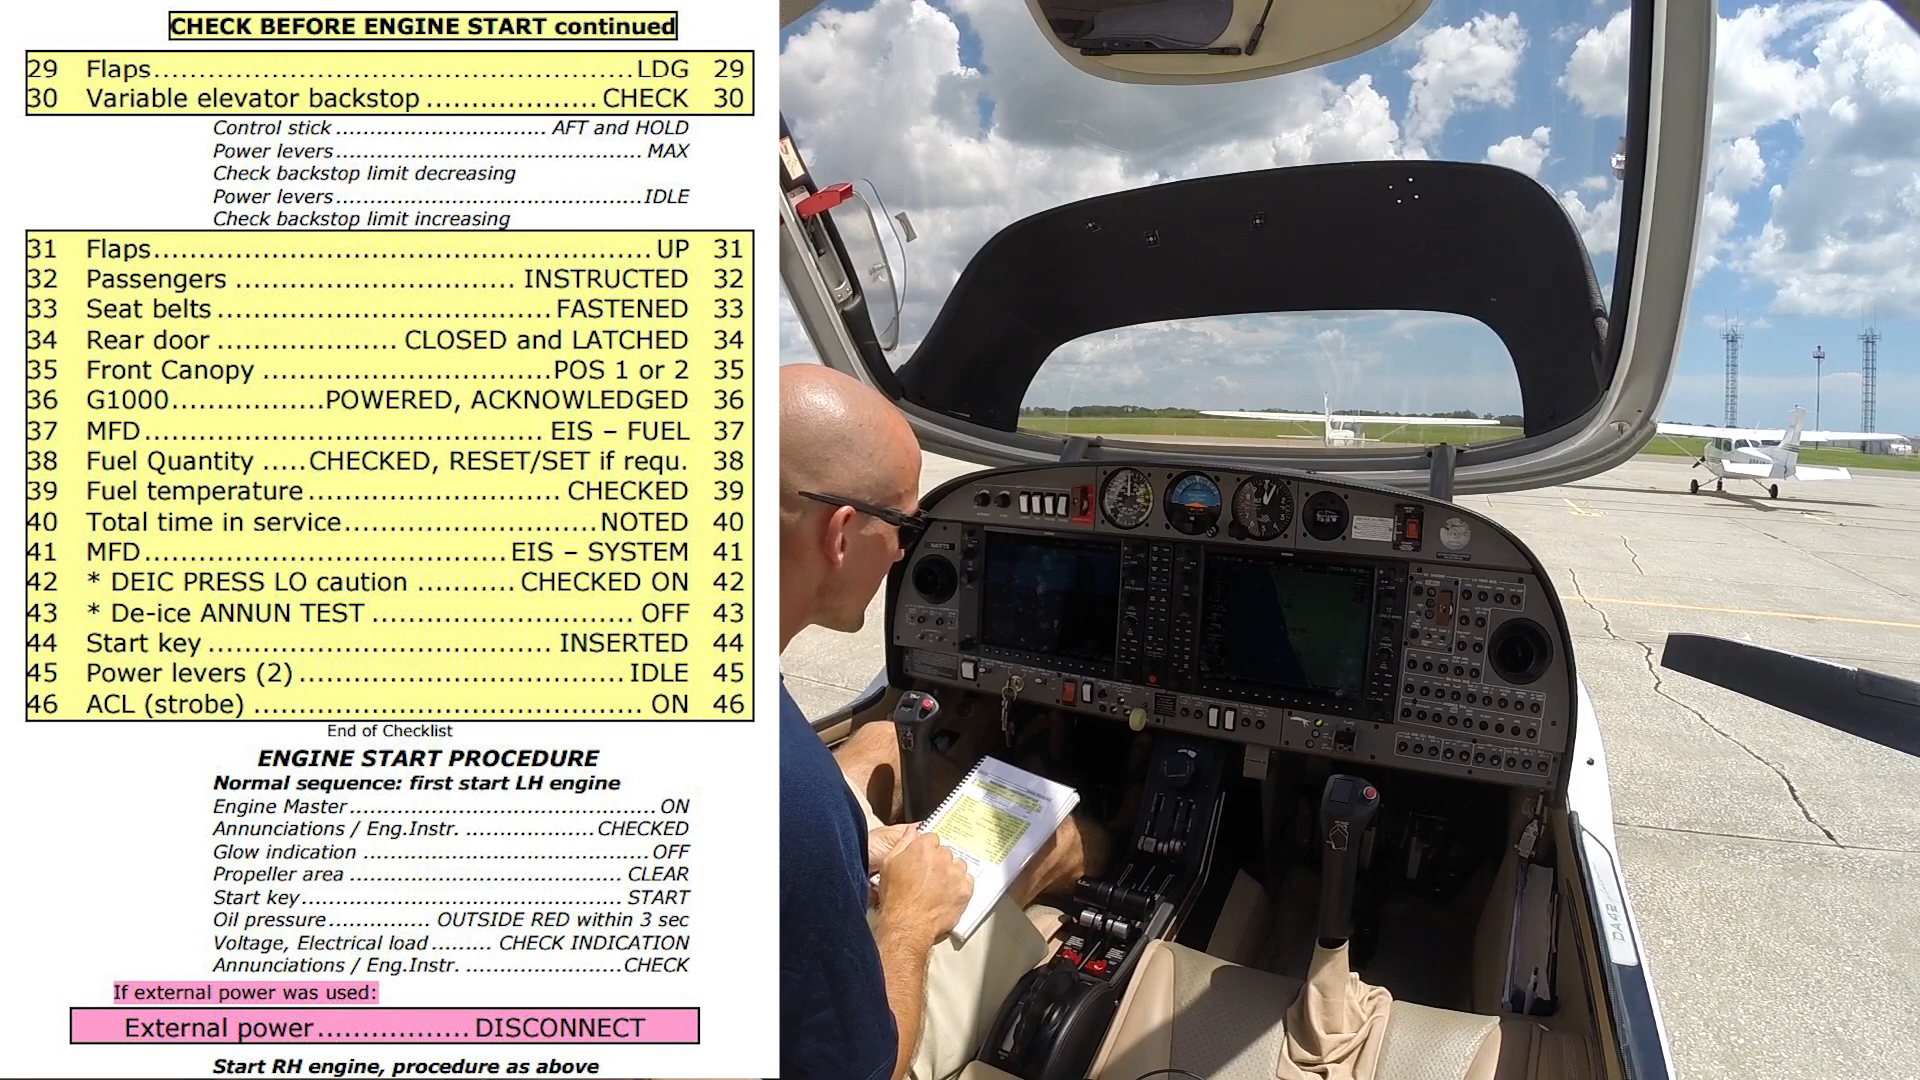 CHECK BEFORE ENGINE START continued
29 Flaps......................................LDG 29
30 Variable elevator backstop ................... CHECK 30
Control stick ............................... AFT and HOLD
Power levers.............................................. MAX
Check backstop limit decreasing
Power levers..............................................IDLE
Check backstop limit increasing
31 Flaps....................................... UP 31
32 Passengers .......................... INSTRUCTED 32
33 Seat belts ............................... FASTENED 33
34 Rear door ................... CLOSED and LATCHED 34
35 Front Canopy ...........................POS 1 or 2 35
36 G1000................POWERED, ACKNOWLEDGED 36
37 MFD.................................. EIS – FUEL 37
38 Fuel Quantity .....CHECKED, RESET/SET if requ. 38
39 Fuel temperature ........................ CHECKED 39
40 Total time in service........................NOTED 40
41 MFD.............................. EIS – SYSTEM 41
42 * DEIC PRESS LO caution ..........CHECKED ON 42
43 * De-ice ANNUN TEST ......................... OFF 43
44 Start key ................................ INSERTED 44
45 Power levers (2) ................................ IDLE 45
46 ACL (strobe) ..................................... ON 46
End of Checklist
ENGINE START PROCEDURE
Normal sequence: first start LH engine
Engine Master.............................................. ON
Annunciations / Eng.Instr. ...................CHECKED
Glow indication ..........................................OFF
Propeller area ......................................... CLEAR
Start key................................................ START
Oil pressure............... OUTSIDE RED within 3 sec
Voltage, Electrical load......... CHECK INDICATION
Annunciations / Eng.Instr. .......................CHECK
If external power was used:
External power................ DISCONNECT
Start RH engine, procedure as above
DA42